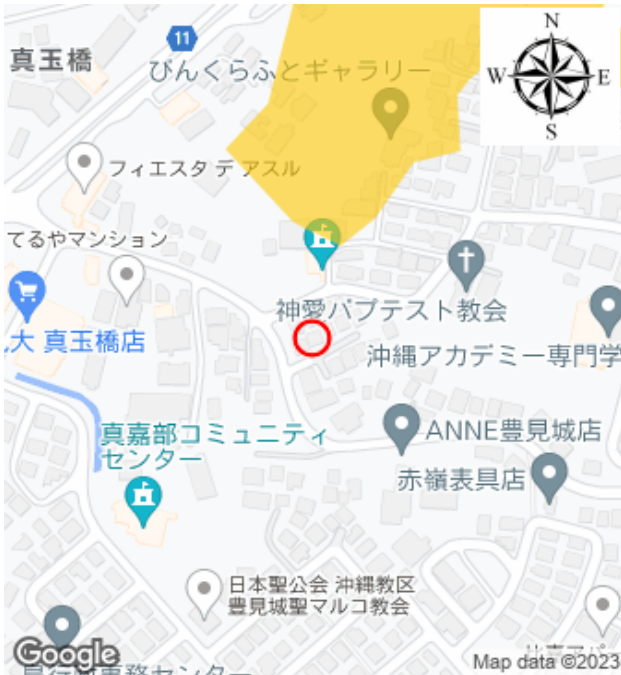 N
W
E
S
11
真玉橋
びんくらふとギャラリー
フィエスタ デ アスル
てるやマンション
神愛バプテスト教会
大 真玉橋店
沖縄アカデミー専門学
真嘉部コミュニティ
センター
ANNE豊見城店
赤嶺表具店
日本聖公会 沖縄教区
豊見城聖マルコ教会
Google
Map data ©2023